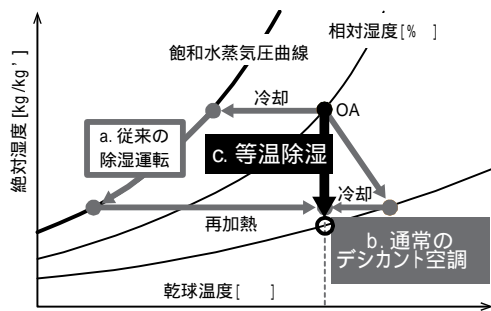 相対湿度[%　]
飽和水蒸気圧曲線
絶対湿度 [kg /kg’ ]
冷却
OA
a. 従来の
除湿運転
c. 等温除湿
冷却
再加熱
b. 通常の
デシカント空調
乾球温度[　　]